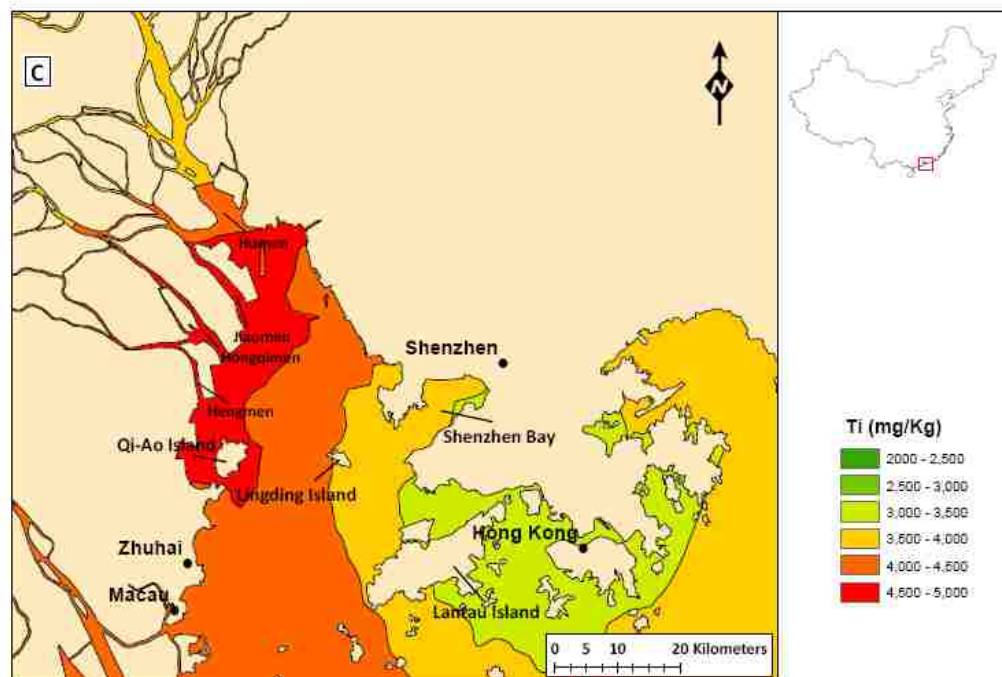 C
N
Humen
Jiaomen
Hongqimen
Hengmen
Qi-Ao Island
Shenzhen
Shenzhen Bay
Lingding Island
Zhuhai
Macau
Hong Kong
Lantau Island
0 5 10 20 Kilometers
Ti (mg/Kg)
2000 - 2,500
2,500 - 3,000
3,000 - 3,500
3,500 - 4,000
4,000 - 4,500
4,500 - 5,000